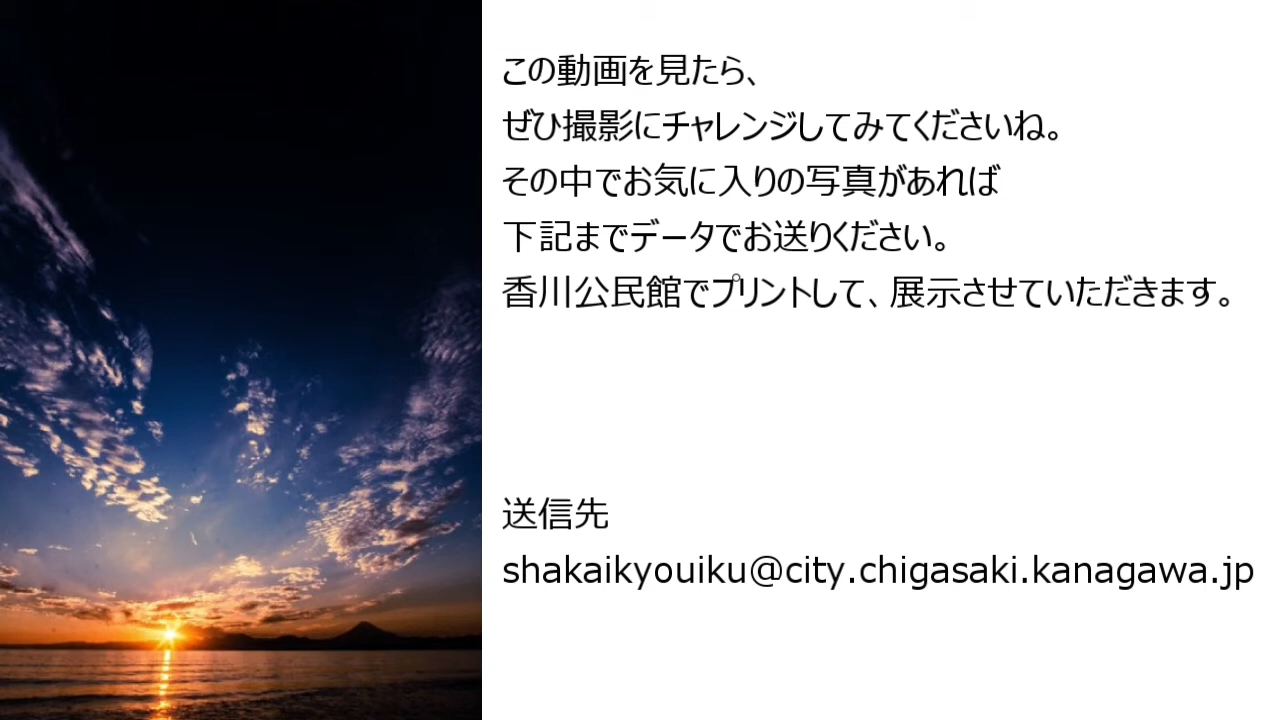 この動画を見たら、
ぜひ撮影にチャレンジしてみてくださいね。
その中でお気に入りの写真があれば
下記までデータでお送りください。
香川公民館でプリントして、展示させていただきます。
送信先
shakaikyouiku@city.chigasaki.kanagawa.jp